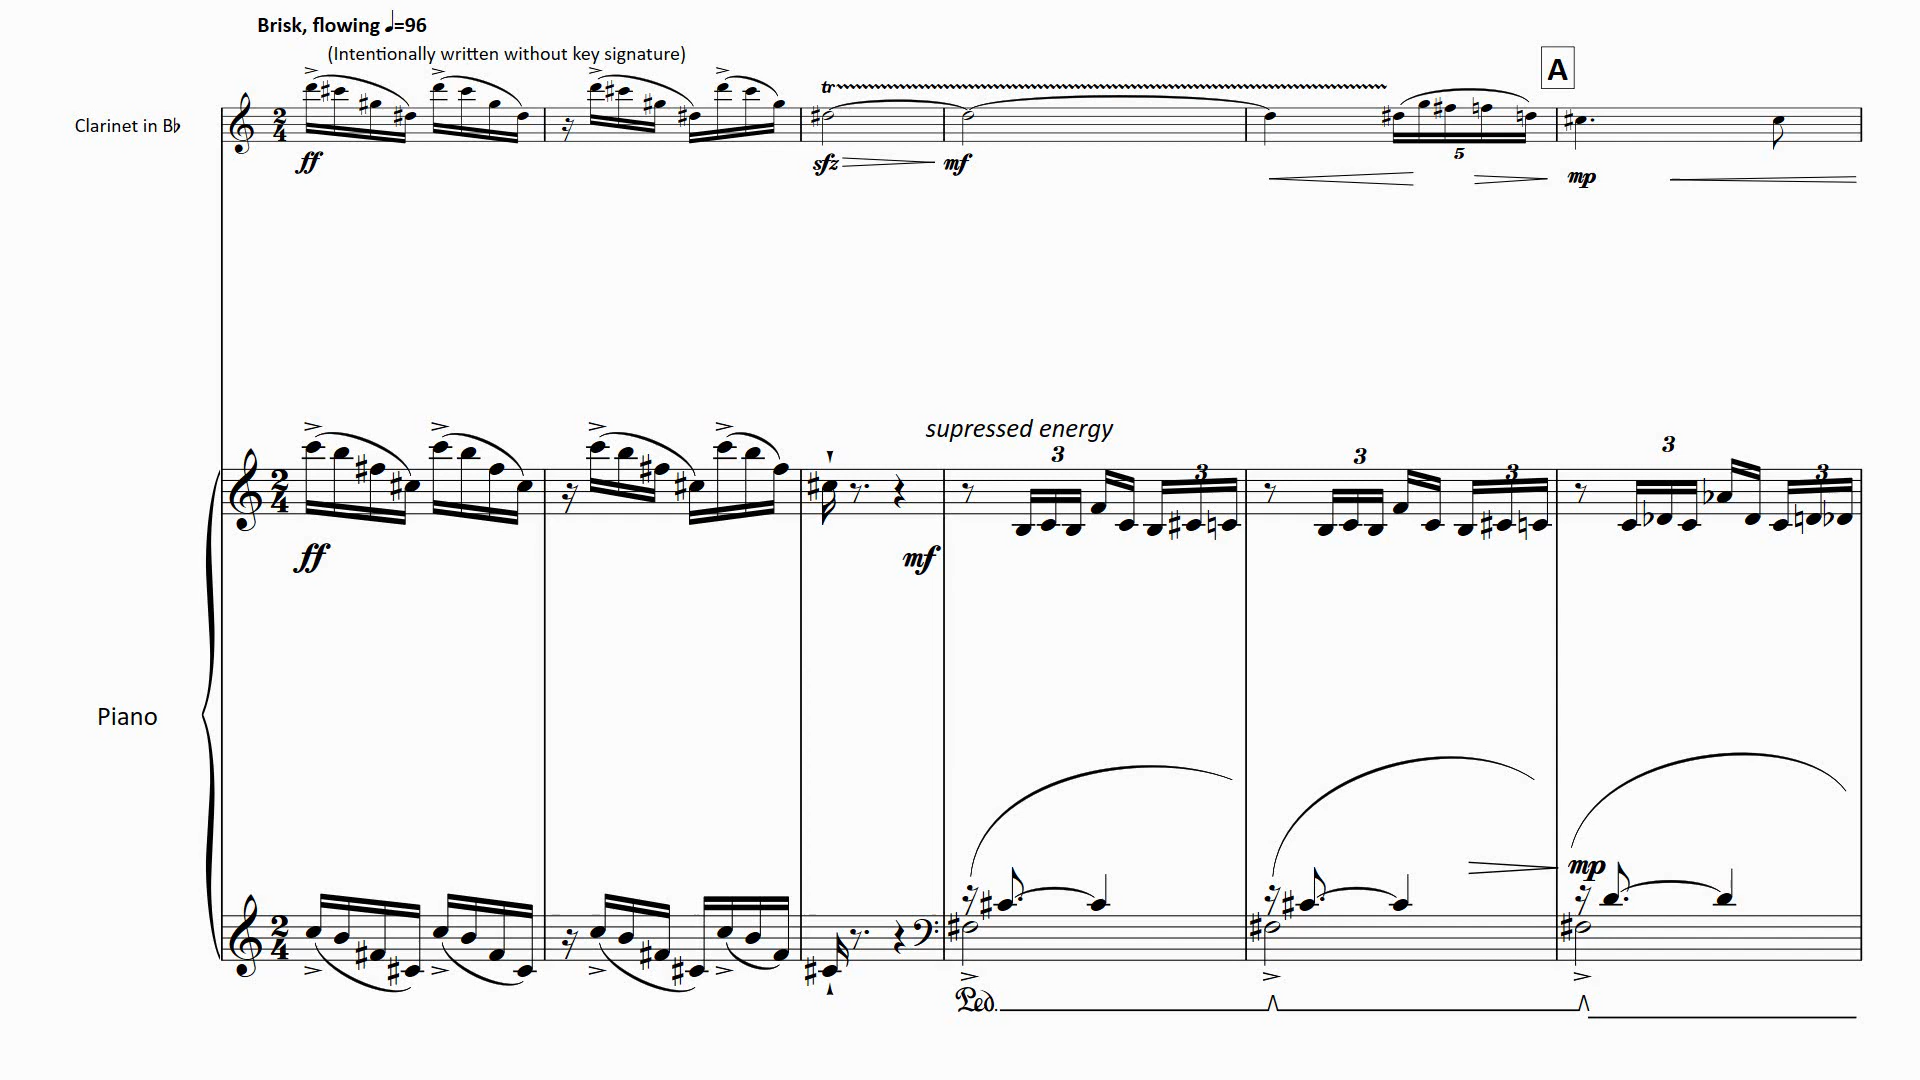 Brisk, flowing ♩=96
(Intentionally written without key signature)
A
Clarinet in B♭
tr
5
ff
sfz
mf
mp
supressed energy
3
3
3
3
3
3
ff
mf
Piano
mp
Ped.